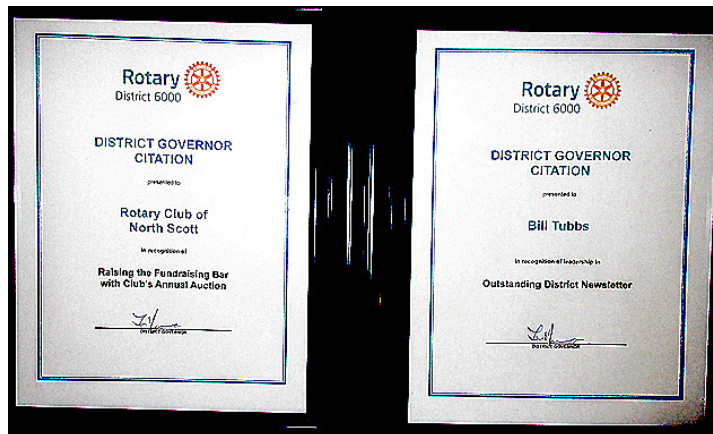 Rotary
District 6000
DISTRICT GOVERNOR
CITATION
presented to
Rotary Club of
North Scott
in recognition of
Raising the Fundraising Bar
with Club's Annual Auction
DISTRICT GOVERNOR
Rotary
District 6000
DISTRICT GOVERNOR
CITATION
presented to
Bill Tubbs
in recognition of leadership in
Outstanding District Newsletter
DISTRICT GOVERNOR